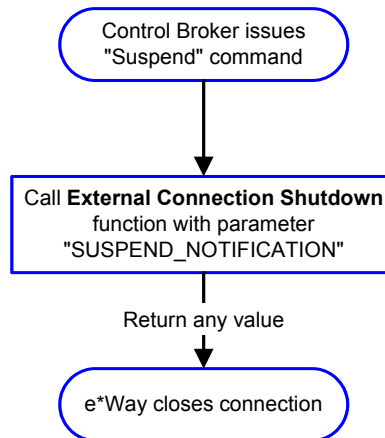 Control Broker issues
"Suspend" command
Call External Connection Shutdown
function with parameter
"SUSPEND_NOTIFICATION"
Return any value
e*Way closes connection